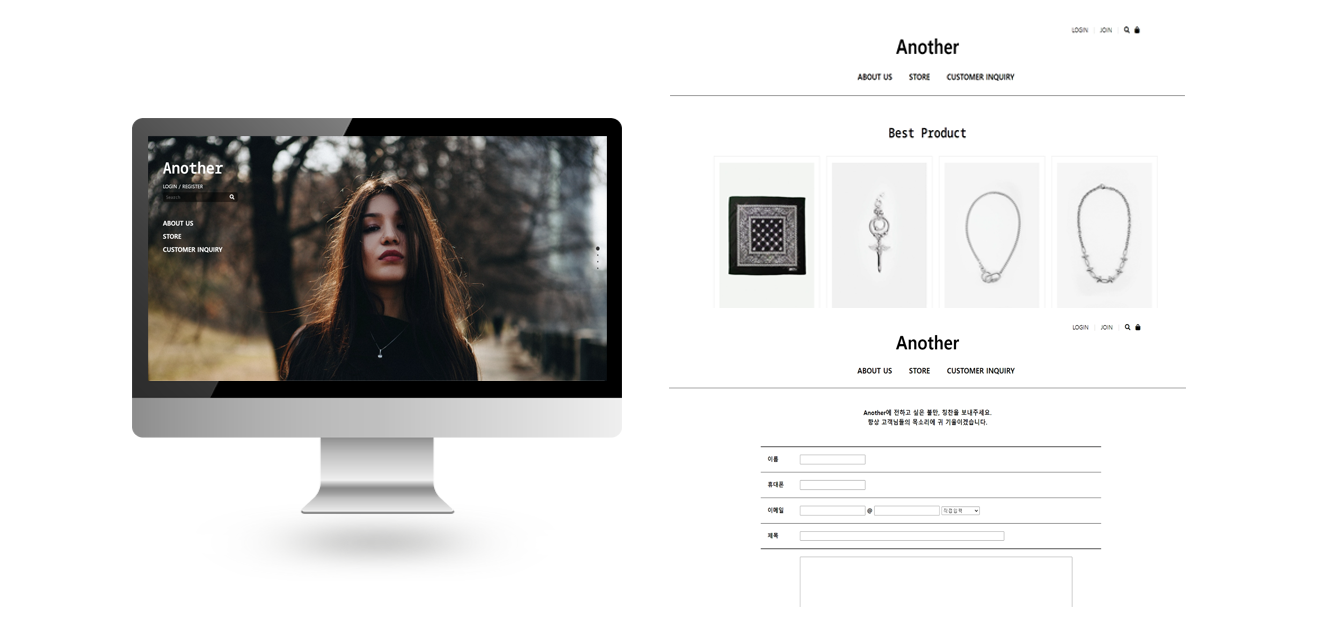 Another
LOGIN / REGISTER
Search
ABOUT US
STORE
CUSTOMER INQUIRY
LOGIN | JOIN |
Another
ABOUT US STORE CUSTOMER INQUIRY
Best Product
LOGIN | JOIN |
Another
ABOUT US STORE CUSTOMER INQUIRY
Another에 전하고 싶은 불만, 칭찬을 보내주세요.
항상 고객님들의 목소리에 귀 기울이겠습니다.
이름
휴대폰
이메일 @ 직접입력
제목